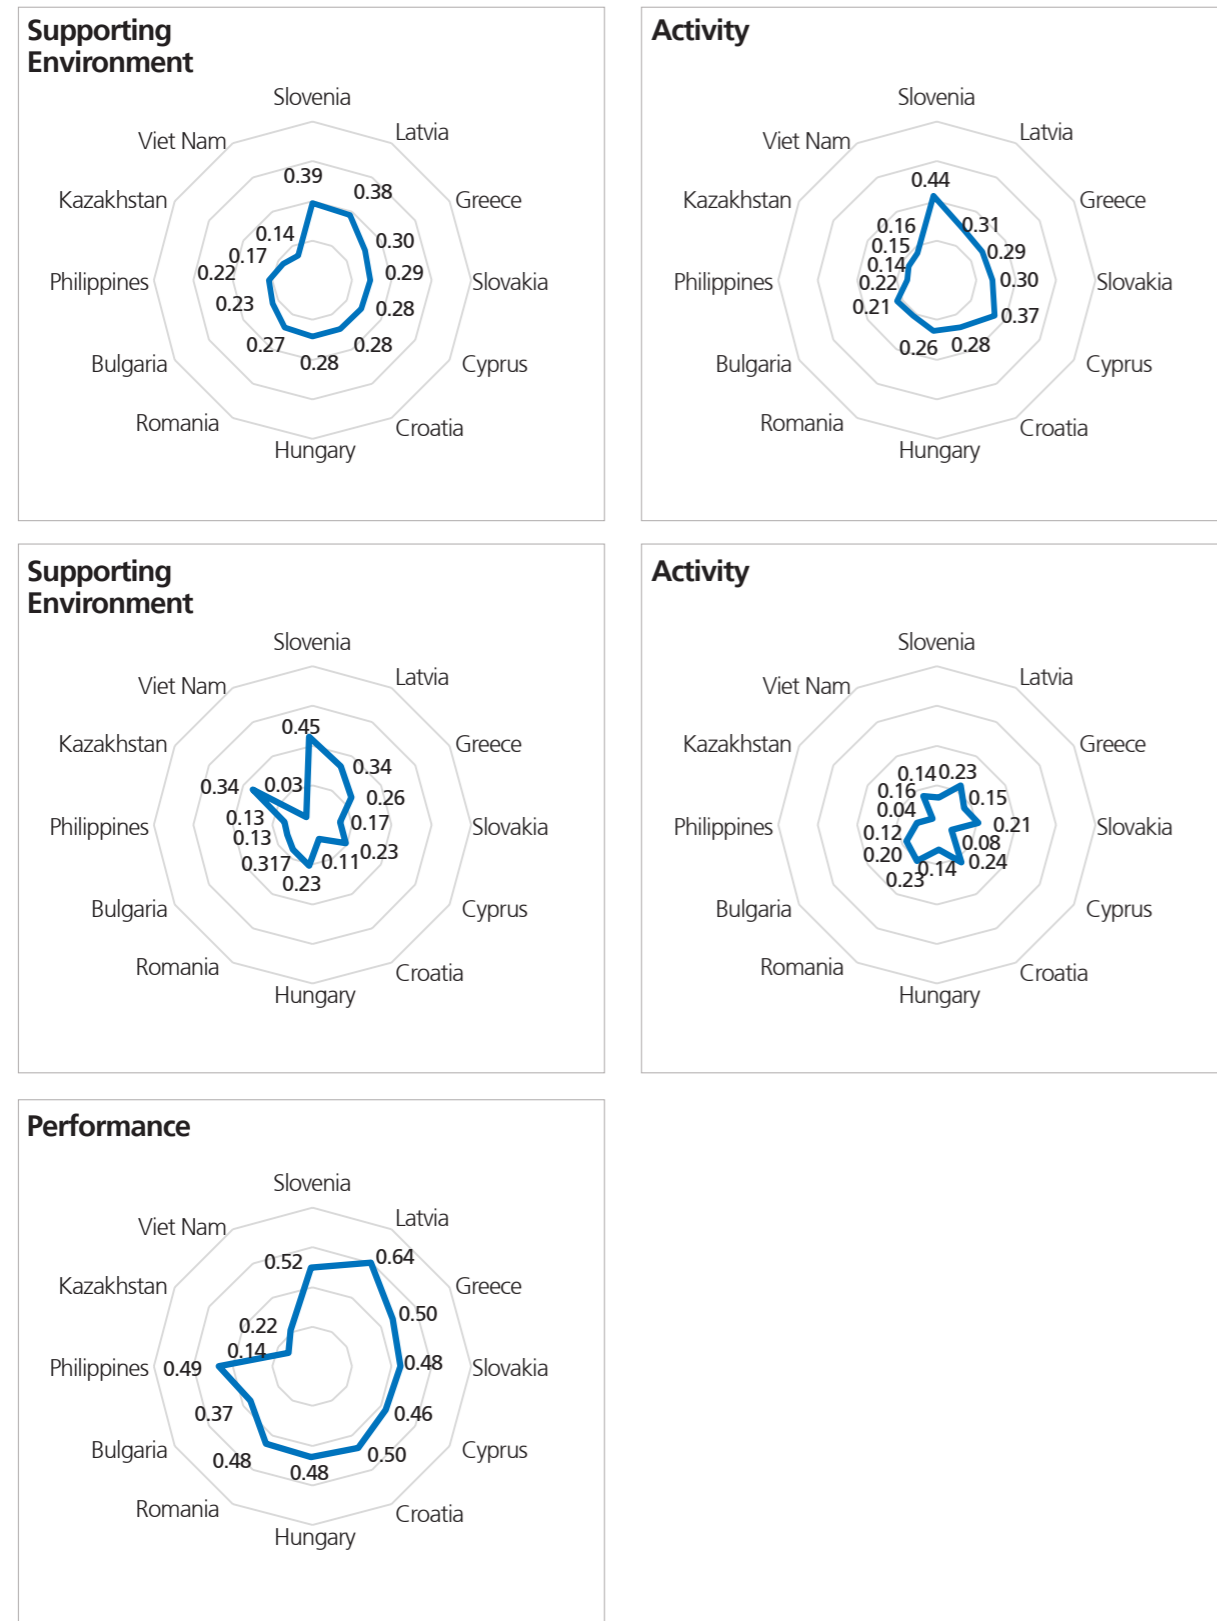 Supporting
Environment
Slovenia
Viet Nam
Latvia
Kazakhstan
Greece
Philippines
Slovakia
Bulgaria
Cyprus
Romania
Croatia
Hungary
0.39
0.38
0.30
0.29
0.28
0.28
0.28
0.27
0.23
0.22
0.17
0.14
Activity
Slovenia
Viet Nam
Latvia
Kazakhstan
Greece
Philippines
Slovakia
Bulgaria
Cyprus
Romania
Croatia
Hungary
0.44
0.31
0.29
0.30
0.37
0.28
0.26
0.21
0.22
0.14
0.15
0.16
Supporting
Environment
Slovenia
Viet Nam
Latvia
Kazakhstan
Greece
Philippines
Slovakia
Bulgaria
Cyprus
Romania
Croatia
Hungary
0.45
0.34
0.26
0.17
0.23
0.11
0.23
0.317
0.13
0.13
0.34
0.03
Activity
Slovenia
Viet Nam
Latvia
Kazakhstan
Greece
Philippines
Slovakia
Bulgaria
Cyprus
Romania
Croatia
Hungary
0.14
0.23
0.15
0.21
0.08
0.24
0.14
0.23
0.20
0.12
0.04
0.16
Performance
Slovenia
Viet Nam
Latvia
Kazakhstan
Greece
Philippines
Slovakia
Bulgaria
Cyprus
Romania
Croatia
Hungary
0.52
0.64
0.50
0.48
0.46
0.50
0.48
0.48
0.37
0.49
0.14
0.22